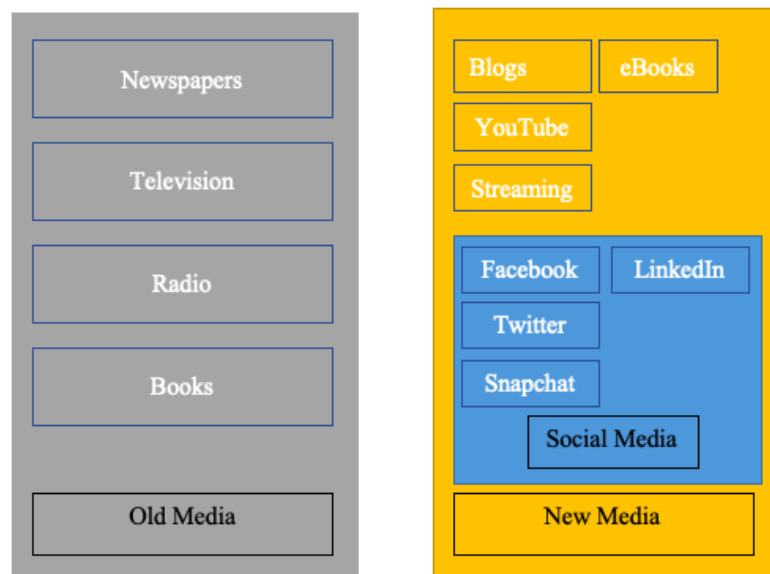 Newspapers
Television
Radio
Books
Old Media
Blogs
eBooks
YouTube
Streaming
Facebook
LinkedIn
Twitter
Snapchat
Social Media
New Media